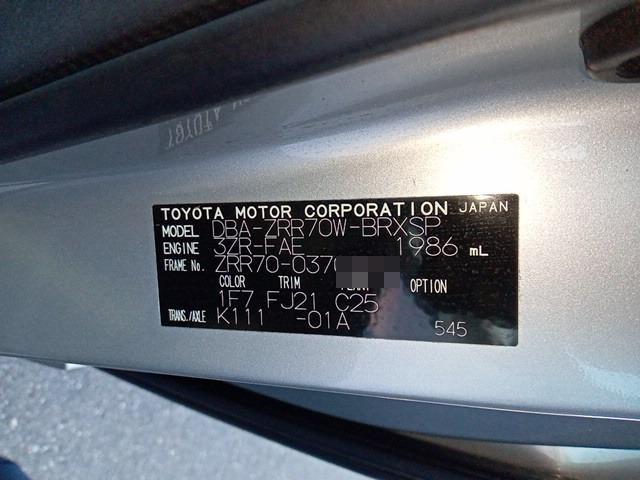 TOYOTA MOTOR CORPORATION JAPAN
MODEL DBA-ZRR70W-BRXSP
ENGINE 3ZR-FAE 1986 mL
FRAME No. ZRR70-037
COLOR TRIM OPTION
1F7 FJ21 C25
TRANS./AXLE K111 -01A
545